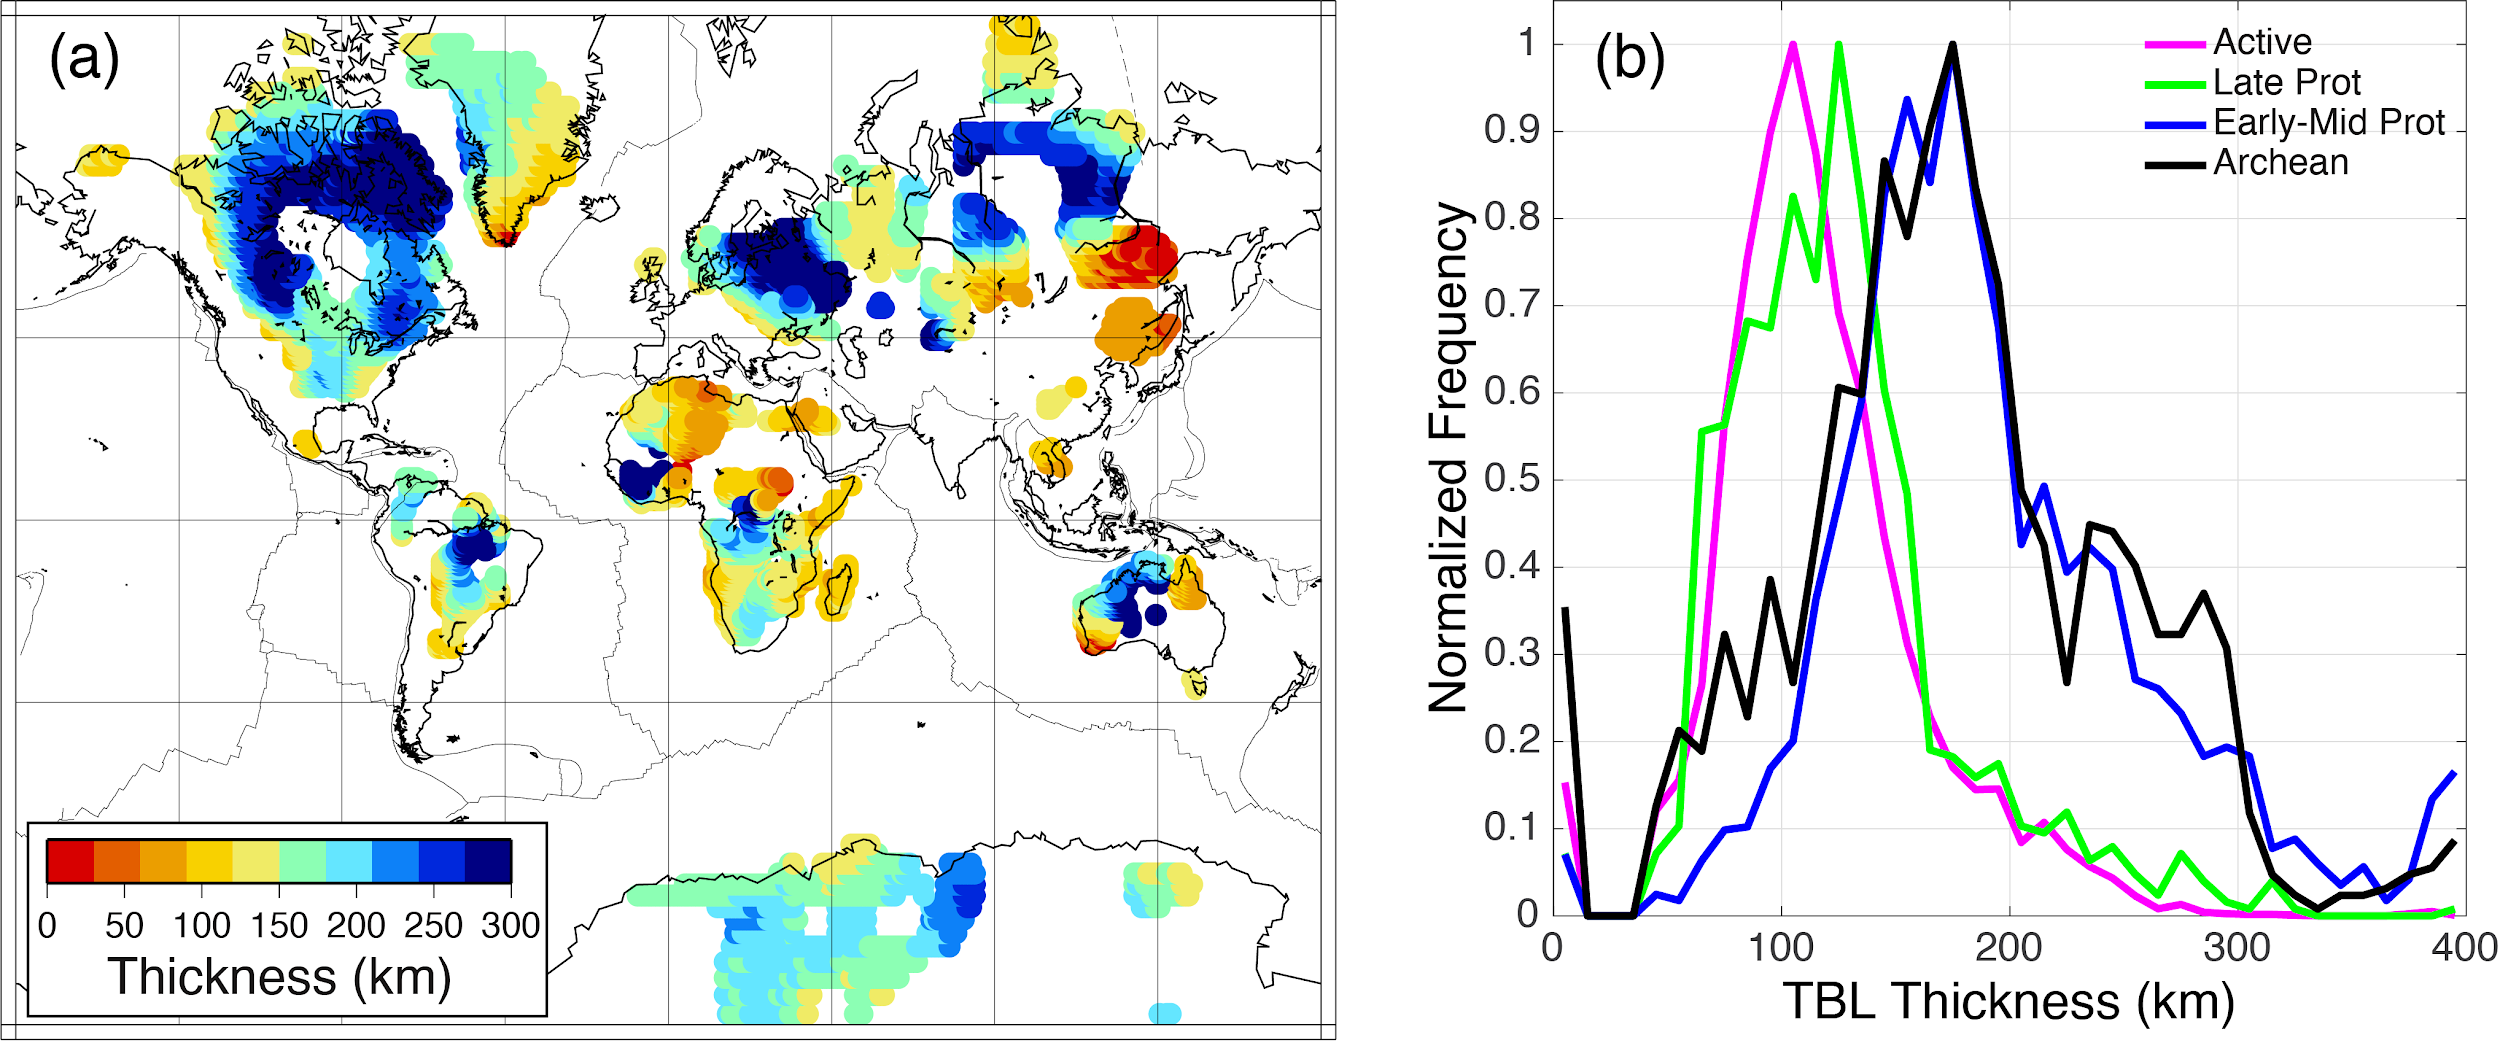 (a)
0 50 100 150 200 250 300
Thickness (km)
(b)
Active
Late Prot
Early-Mid Prot
Archean
Normalized Frequency
1
0.9
0.8
0.7
0.6
0.5
0.4
0.3
0.2
0.1
0
0 100 200 300 400
TBL Thickness (km)